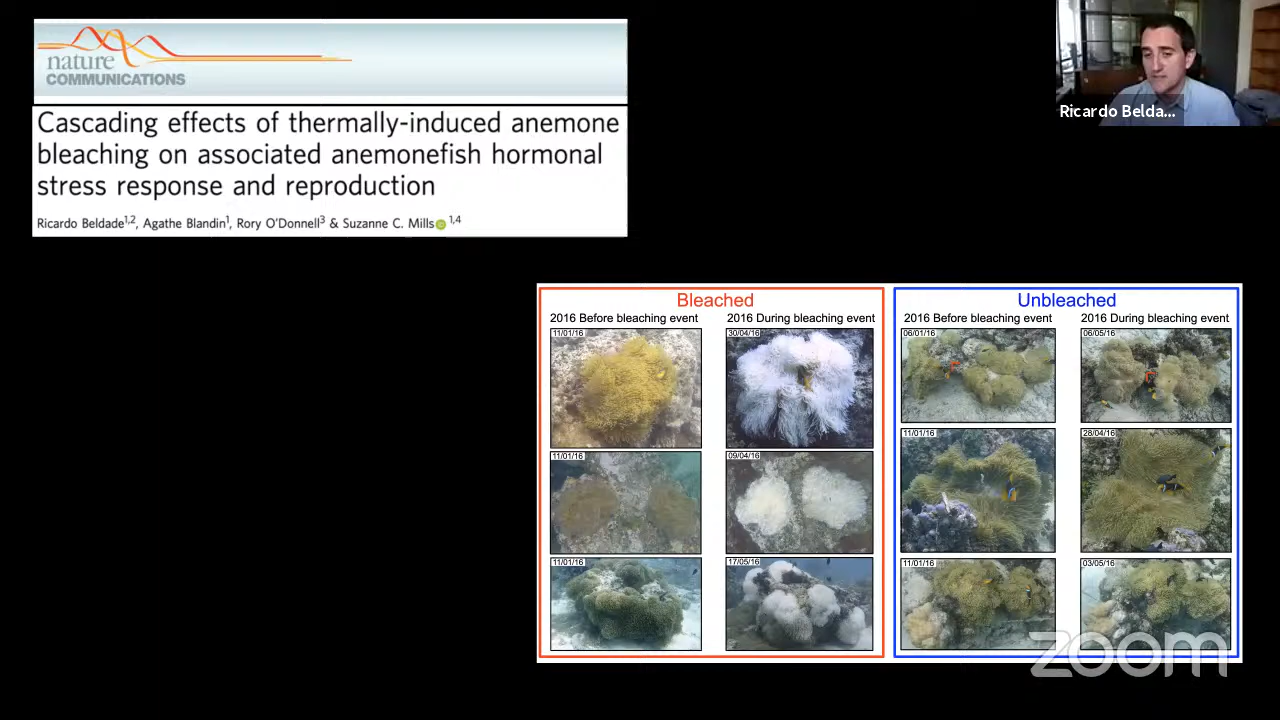 nature
COMMUNICATIONS
Cascading effects of thermally-induced anemone
bleaching on associated anemonefish hormonal
stress response and reproduction
Ricardo Beldade1,2, Agathe Blandin1, Rory O'Donnell3 & Suzanne C. Mills 1,4
Ricardo Belda...
Bleached
Unbleached
2016 Before bleaching event
2016 During bleaching event
2016 Before bleaching event
2016 During bleaching event
11/01/16
30/04/16
06/01/16
06/05/16
11/01/16
09/04/16
11/01/16
28/04/16
11/01/16
17/05/16
11/01/16
03/05/16
zoom